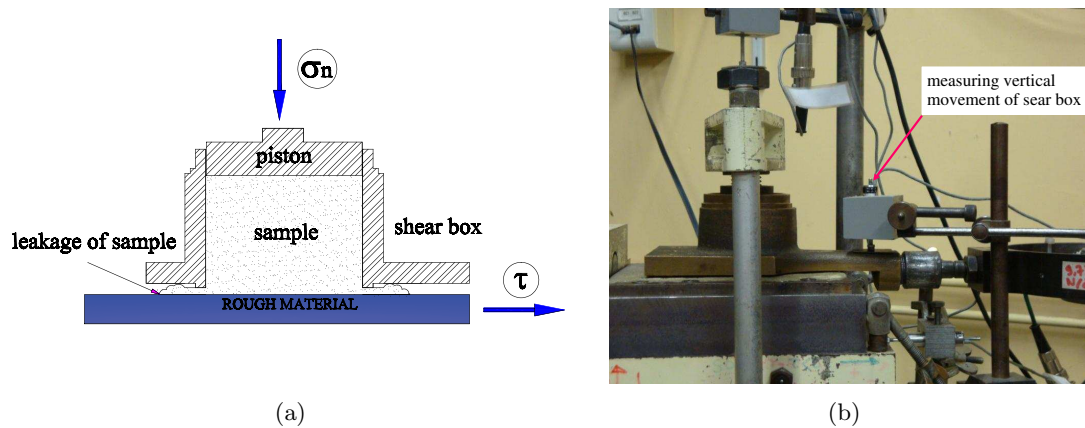 σn
piston
leakage of sample
sample
shear box
τ
ROUGH MATERIAL
measuring vertical
movement of sear box
(a)
(b)